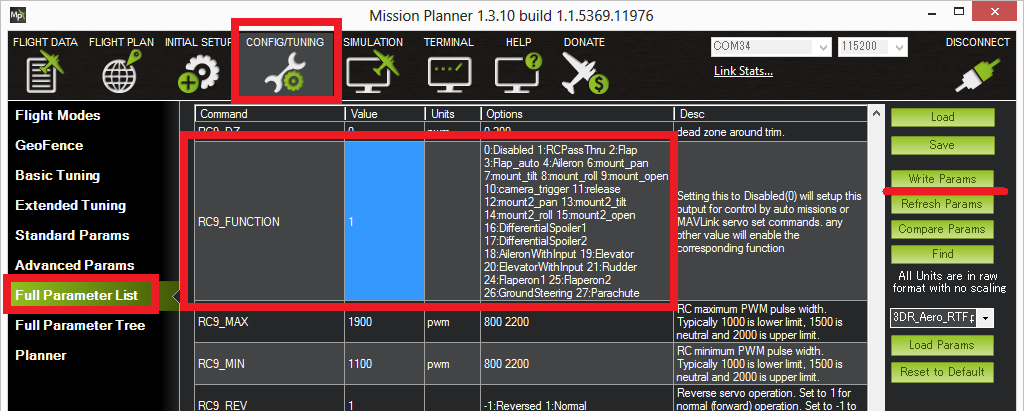 Mp
Mission Planner 1.3.10 build 1.1.5369.11976
FLIGHT DATA FLIGHT PLAN INITIAL SETUP CONFIG/TUNING SIMULATION TERMINAL HELP DONATE
COM34 115200 DISCONNECT
Link Stats...
Flight Modes
GeoFence
Basic Tuning
Extended Tuning
Standard Params
Advanced Params
Full Parameter List
Full Parameter Tree
Planner
Command Value Units Options Desc
RC9_DZ 0 pwm 0 200 dead zone around trim.
RC9_FUNCTION 1
0:Disabled 1:RCPassThru 2:Flap
3:Flap_auto 4:Aileron 6:mount_pan
7:mount_tilt 8:mount_roll 9:mount_open
10:camera_trigger 11:release
12:mount2_pan 13:mount2_tilt
14:mount2_roll 15:mount2_open
16:DifferentialSpoiler1
17:DifferentialSpoiler2
18:AileronWithInput 19:Elevator
20:ElevatorWithInput 21:Rudder
24:Flaperon1 25:Flaperon2
26:GroundSteering 27:Parachute
Setting this to Disabled(0) will setup this
output for control by auto missions or
MAVLink servo set commands. any
other value will enable the
corresponding function
RC9_MAX 1900 pwm 800 2200
RC maximum PWM pulse width.
Typically 1000 is lower limit, 1500 is
neutral and 2000 is upper limit.
RC9_MIN 1100 pwm 800 2200
RC minimum PWM pulse width.
Typically 1000 is lower limit, 1500 is
neutral and 2000 is upper limit.
RC9_REV 1 -1:Reversed 1:Normal
Reverse servo operation. Set to 1 for
normal (forward) operation. Set to -1 to
Load
Save
Write Params
Refresh Params
Compare Params
Find
All Units are in raw
format with no scaling
3DR_Aero_RTF.p
Load Params
Reset to Default